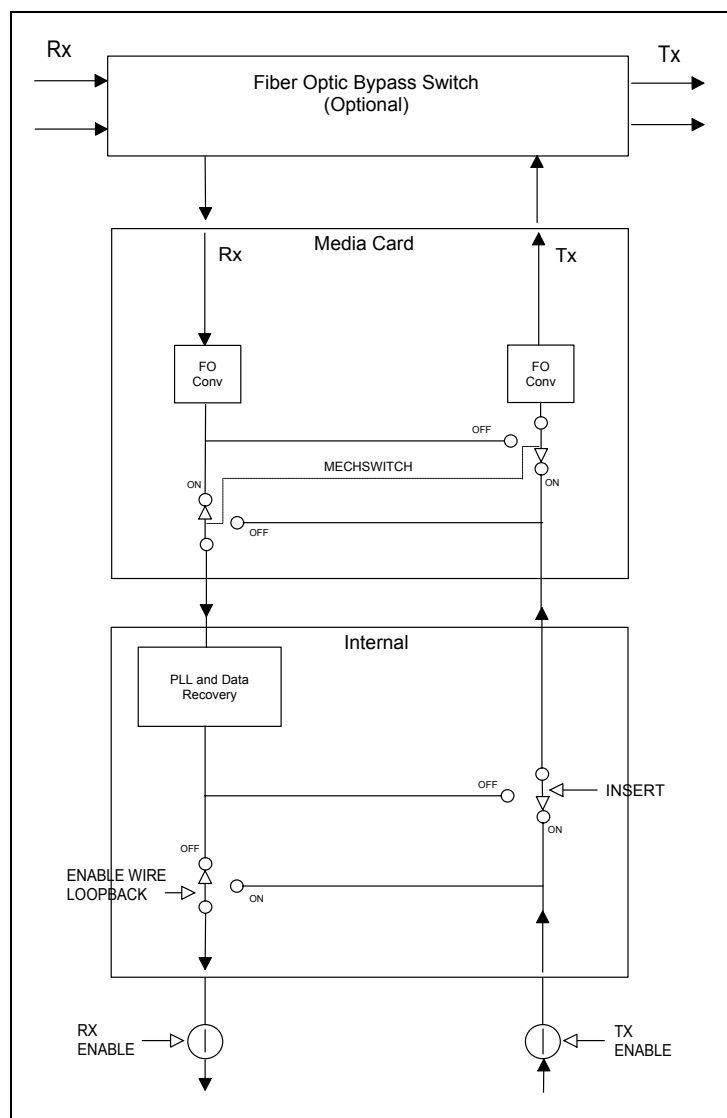 Rx
Tx
Fiber Optic Bypass Switch
(Optional)
Media Card
Rx
Tx
FO
Conv
FO
Conv
OFF
MECHSWITCH
ON
ON
OFF
Internal
PLL and Data
Recovery
OFF
INSERT
ON
OFF
ENABLE WIRE
LOOPBACK
ON
RX
ENABLE
TX
ENABLE